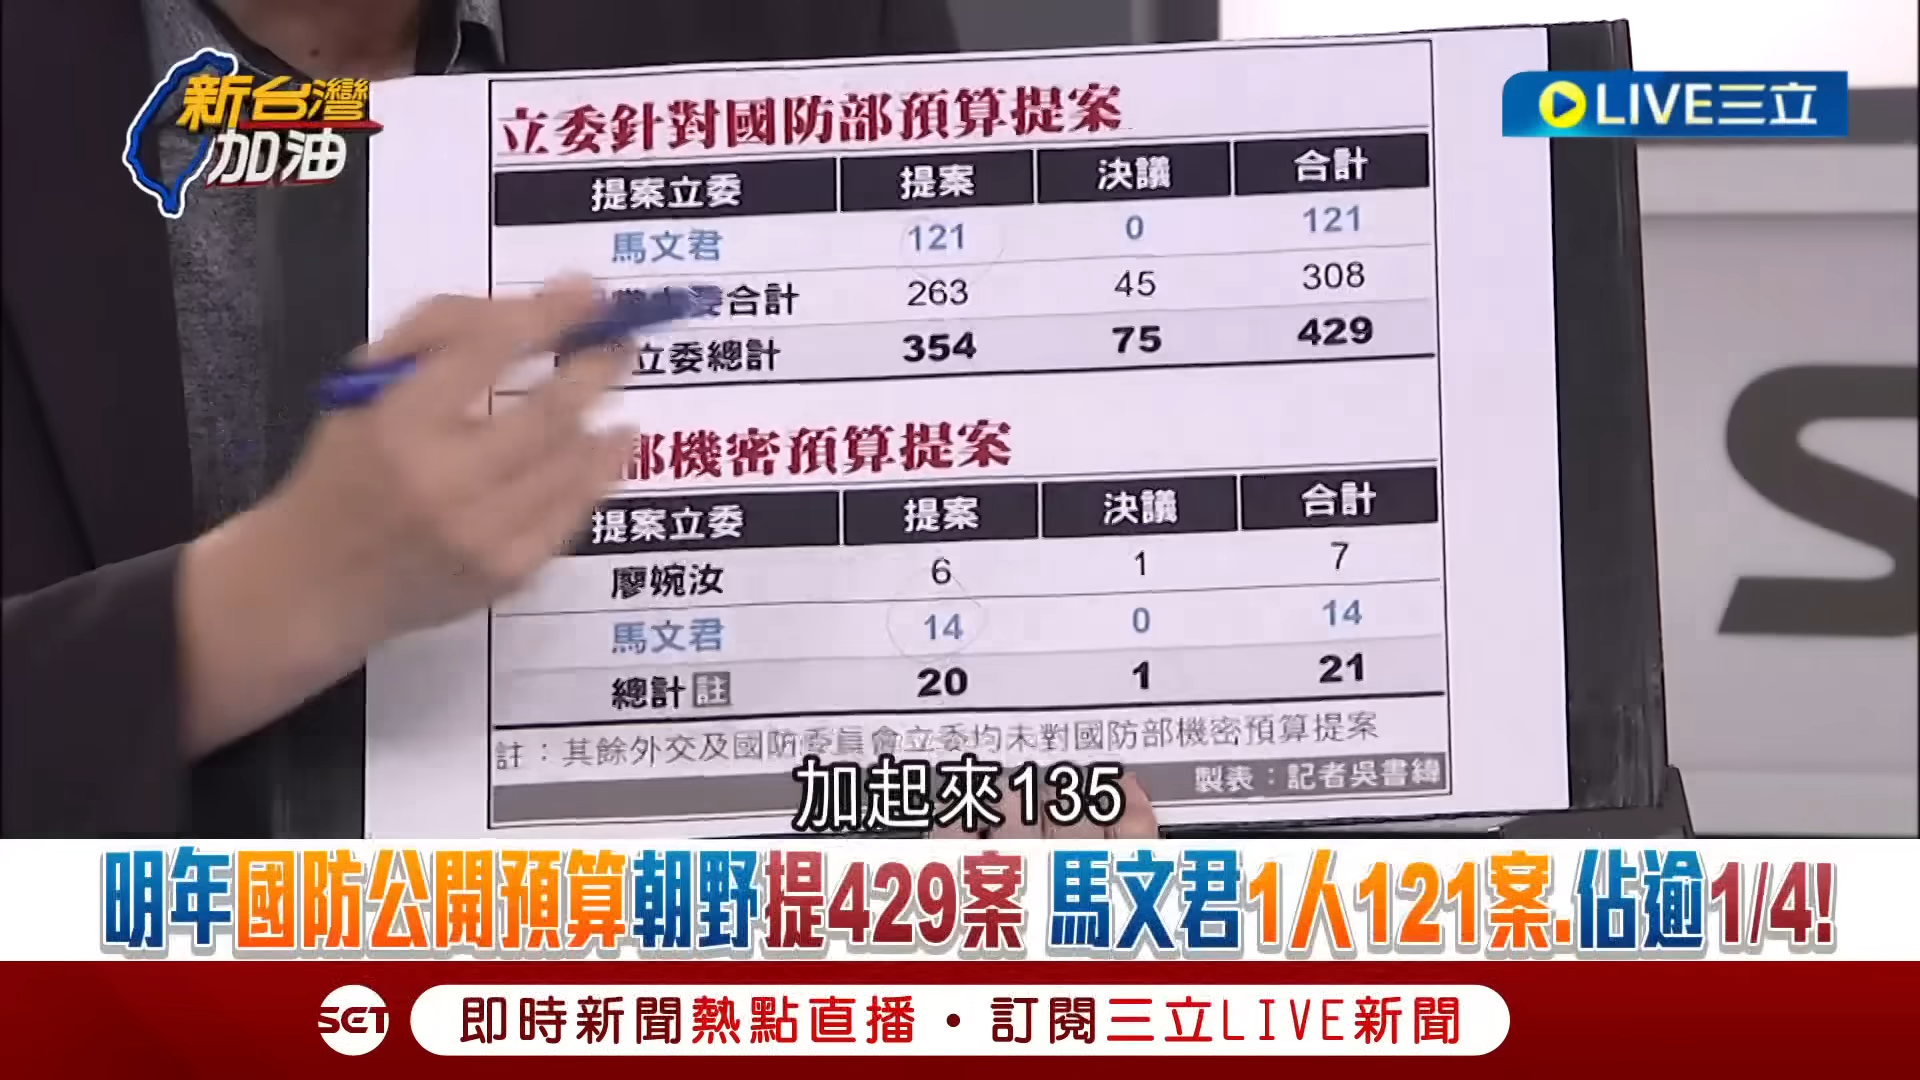 新台灣
加油
LIVE三立
立委針對國防部預算提案
提案立委 提案 決議 合計
馬文君 121 0 121
合計 263 45 308
立委總計 354 75 429
部機密預算提案
提案立委 提案 決議 合計
廖婉汝 6 1 7
馬文君 14 0 14
總計 註 20 1 21
註：其餘外交及國防委員會立委均未對國防部機密預算提案
製表：記者吳書緯
加起來135
明年國防公開預算朝野提429案 馬文君1人121案.佔逾1/4!
SET 即時新聞熱點直播・訂閱三立LIVE新聞